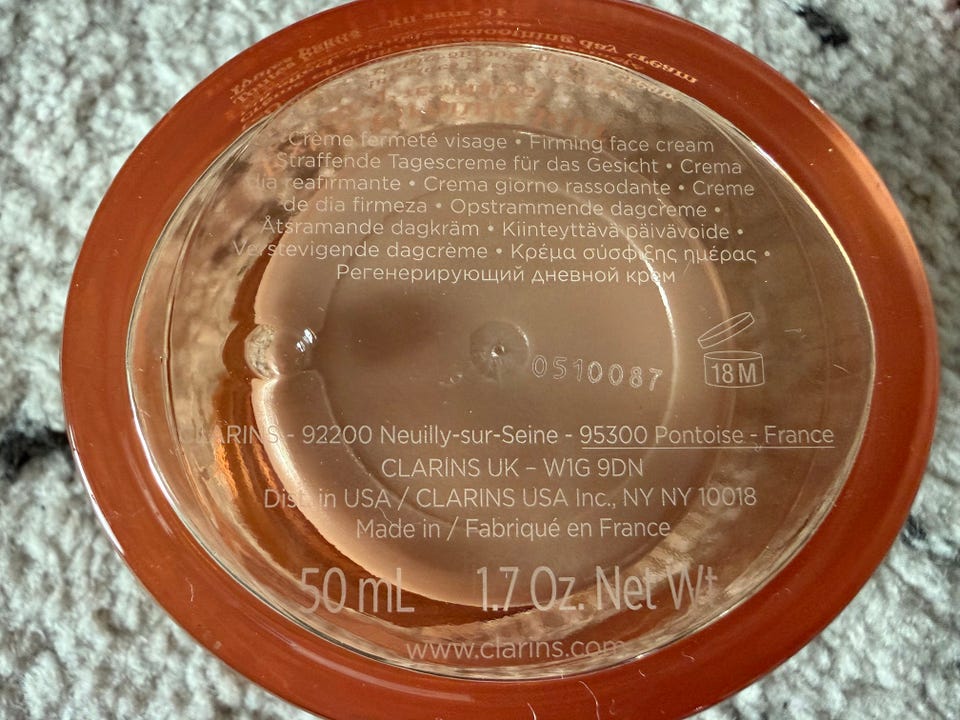 Crème fermeté visage • Firming face cream
Straffende Tagescreme für das Gesicht • Crema
día reafirmante • Crema giorno rassodante • Creme
de dia firmeza • Opstrammende dagcreme •
Åtsramande dagkräm • Kiinteyttävä päivävoide •
Verstevigende dagcrème • Κρέμα σύσφιξης ημέρας •
Регенерирующий дневной крем
0510087
18M
CLARINS - 92200 Neuilly-sur-Seine - 95300 Pontoise - France
CLARINS UK – W1G 9DN
Dist. in USA / CLARINS USA Inc., NY NY 10018
Made in / Fabriqué en France
50 mL 1.7 Oz. Net Wt
www.clarins.com